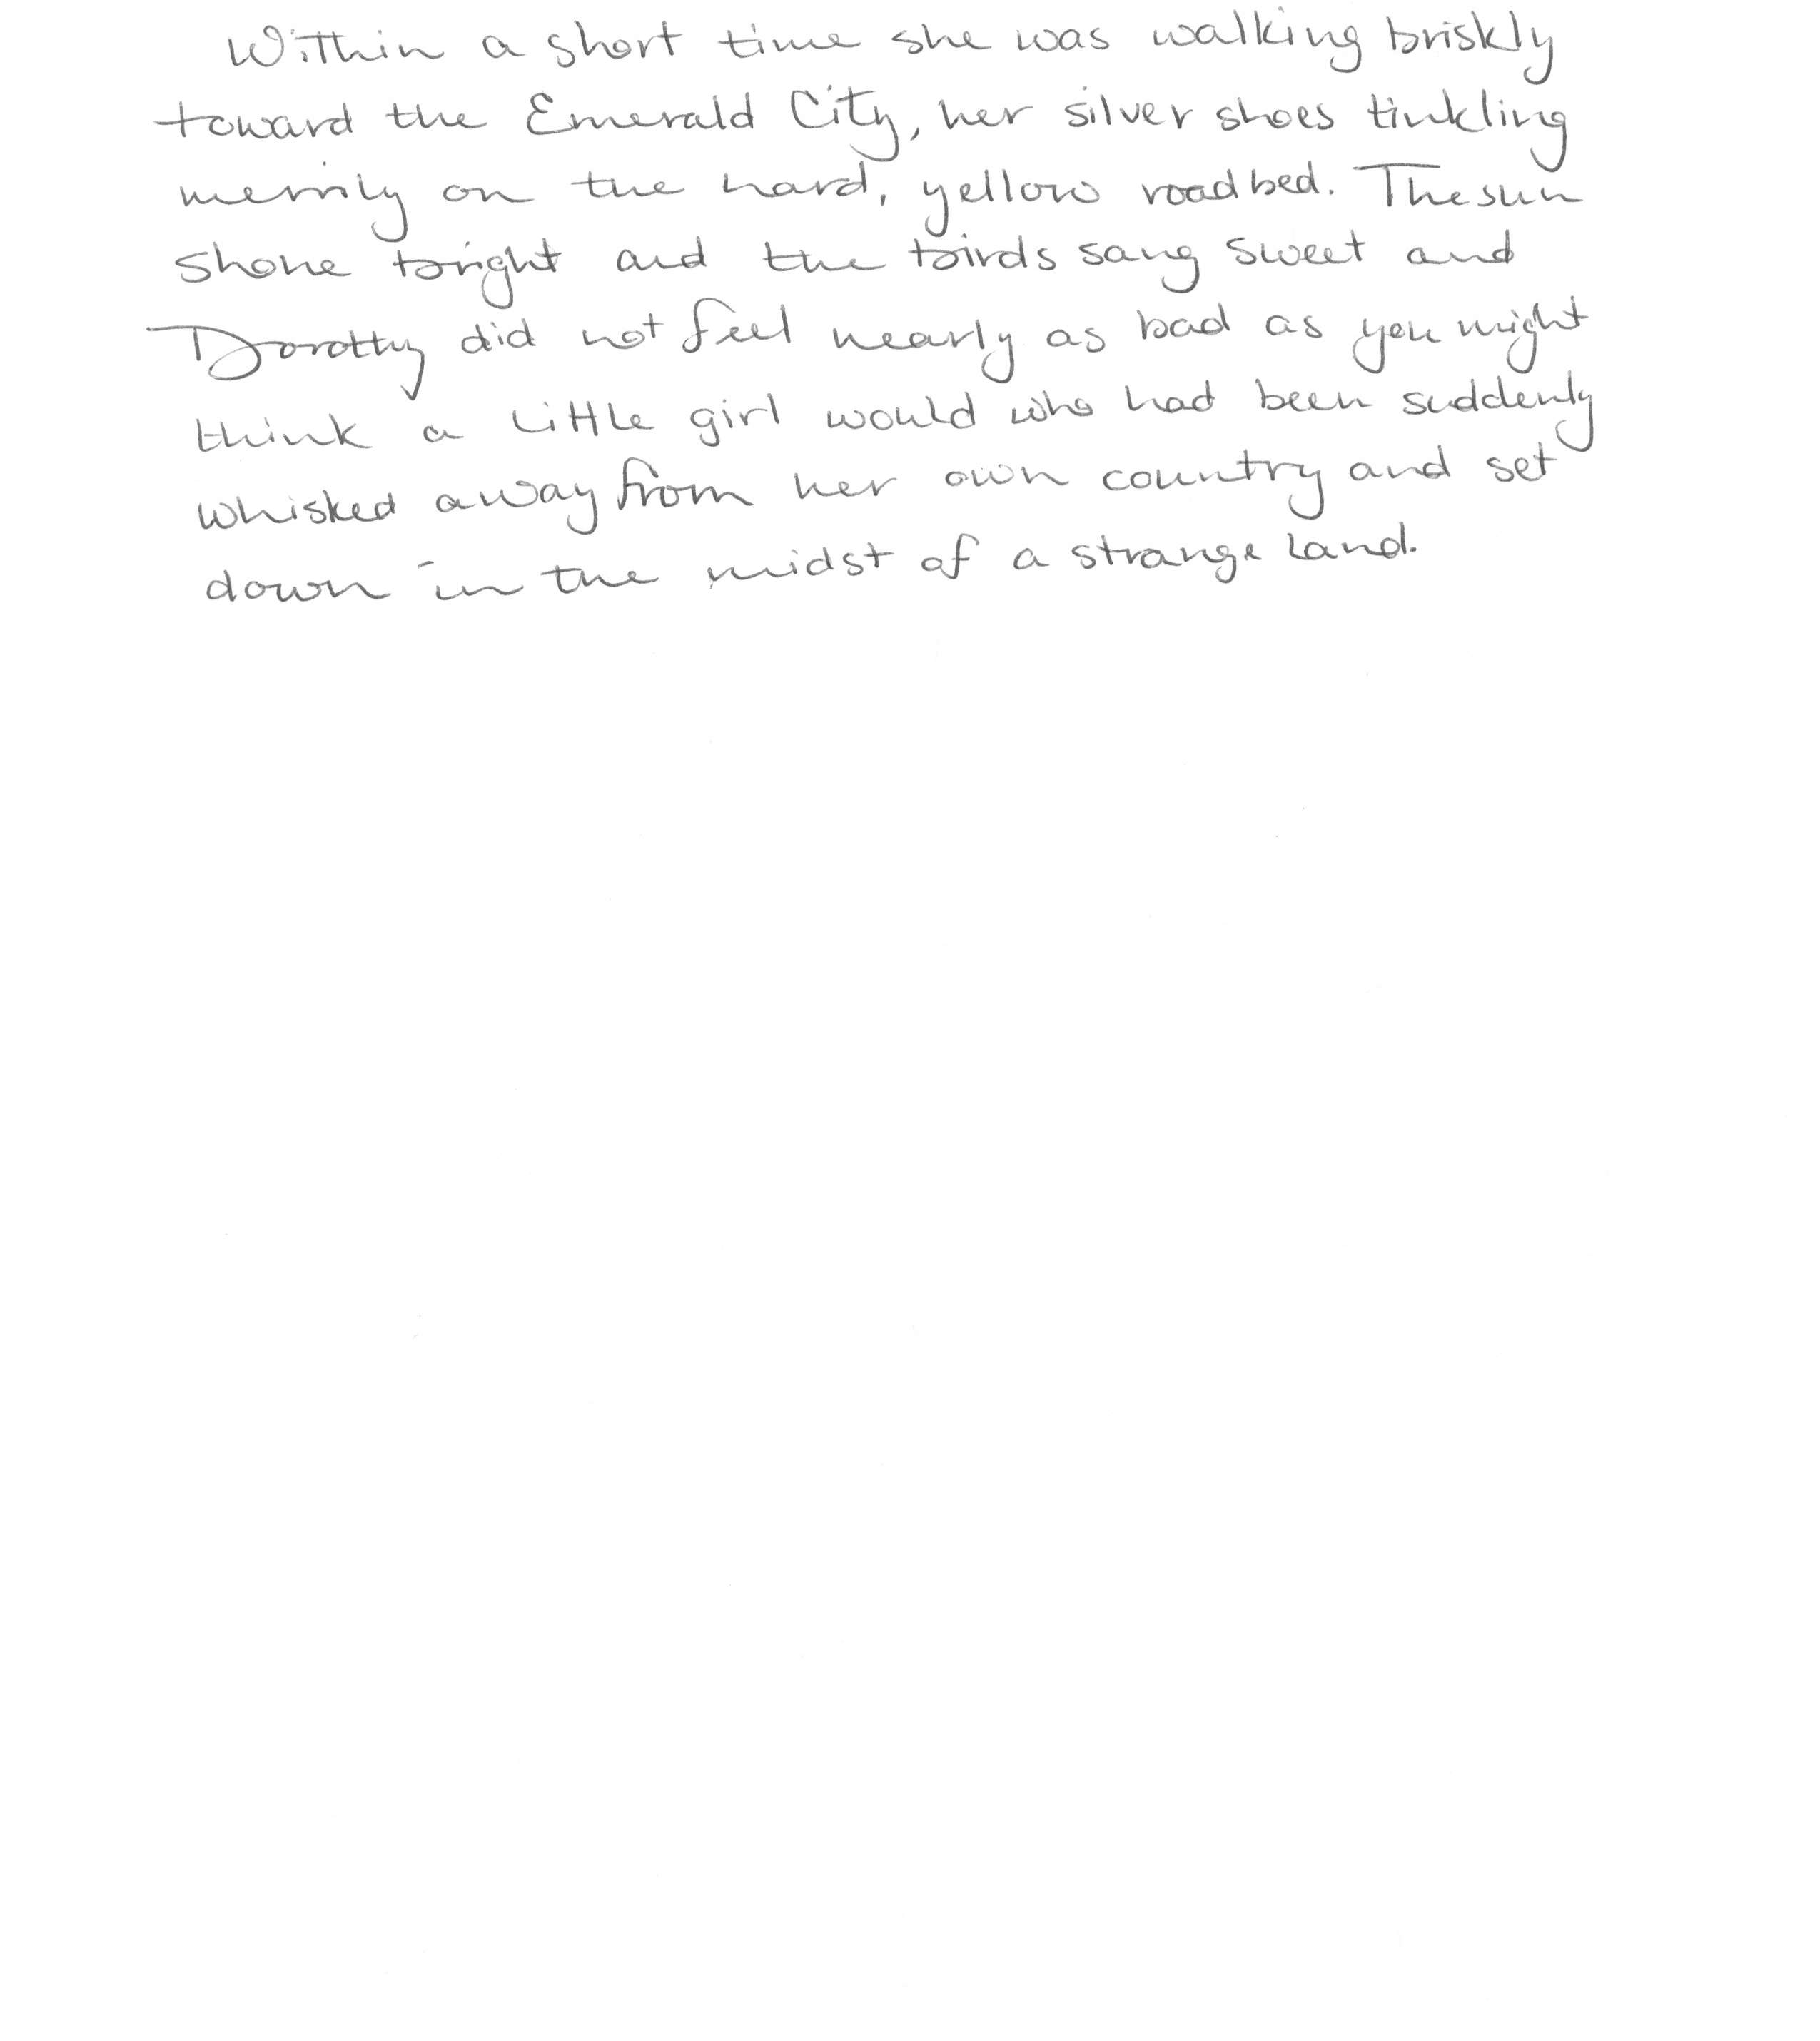 Within a short time she was walking briskly
toward the Emerald City, her silver shoes tinkling
merrily on the hard, yellow roadbed. The sun
shone bright and the birds sang sweet and
Dorothy did not feel nearly as bad as you might
think a little girl would who had been suddenly
whisked away from her own country and set
down in the midst of a strange land.